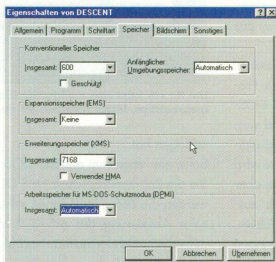 Eigenschaften von DESCENT
Allgemein Programm Schriftart Speicher Bildschirm Sonstiges
Konventioneller Speicher
Insgesamt: 600
Anfänglicher Umgebungsspeicher: Automatisch
Geschützt
Expansionsspeicher (EMS)
Insgesamt: Keine
Erweiterungsspeicher (XMS)
Insgesamt: 7168
Verwendet HMA
Arbeitsspeicher für MS-DOS-Schutzmodus (DPMI)
Insgesamt: Automatisch
OK Abbrechen Übernehmen